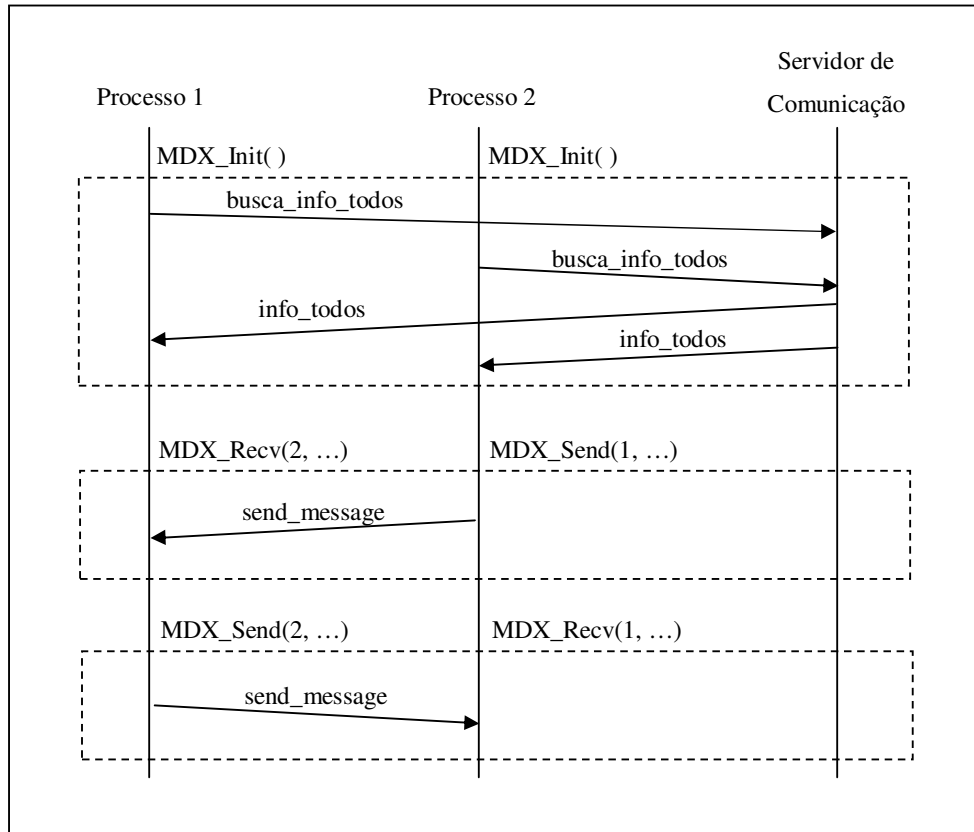 Servidor de
Comunicação
Processo 1
Processo 2
MDX_Init( )
MDX_Init( )
busca_info_todos
busca_info_todos
info_todos
info_todos
MDX_Recv(2, …)
MDX_Send(1, …)
send_message
MDX_Send(2, …)
MDX_Recv(1, …)
send_message